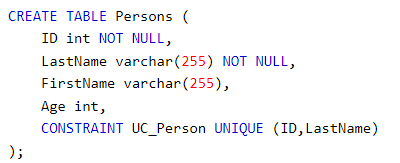 CREATE TABLE Persons (
    ID int NOT NULL,
    LastName varchar(255) NOT NULL,
    FirstName varchar(255),
    Age int,
    CONSTRAINT UC_Person UNIQUE (ID,LastName)
);